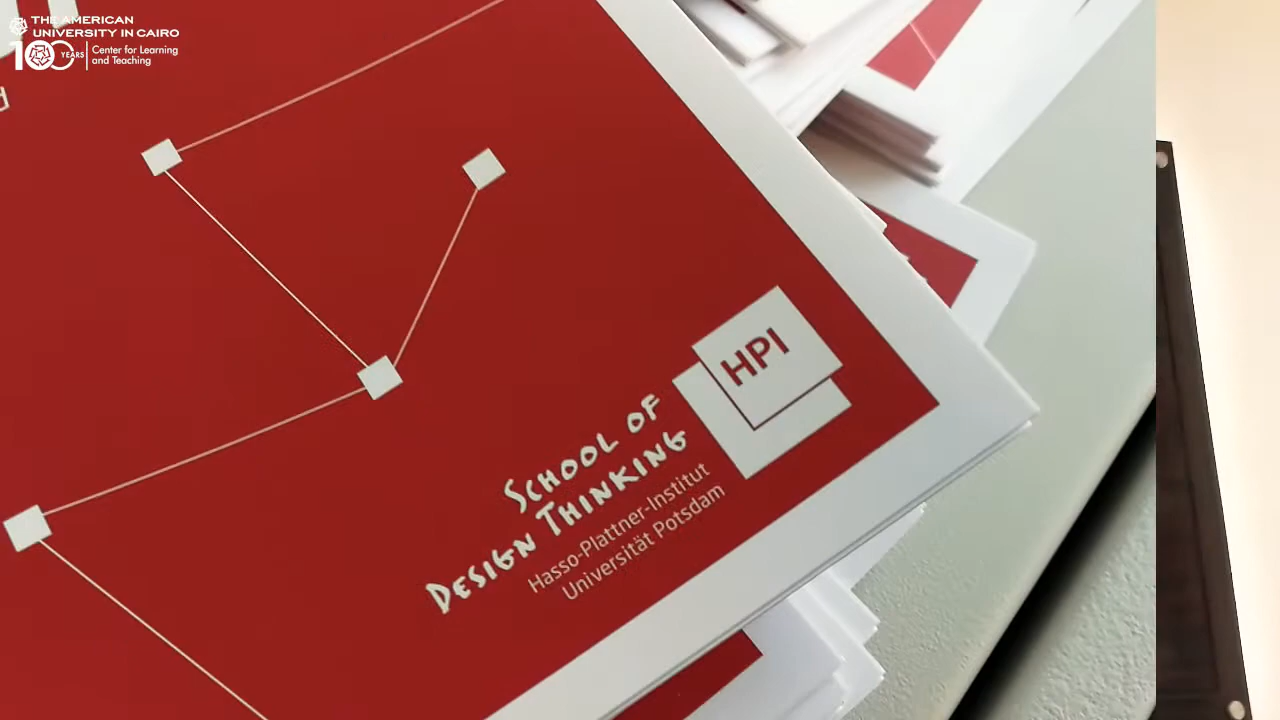 THE AMERICAN
UNIVERSITY IN CAIRO
100 YEARS
Center for Learning
and Teaching
d
HPI
SCHOOL OF
DESIGN THINKING
Hasso-Plattner-Institut
Universität Potsdam